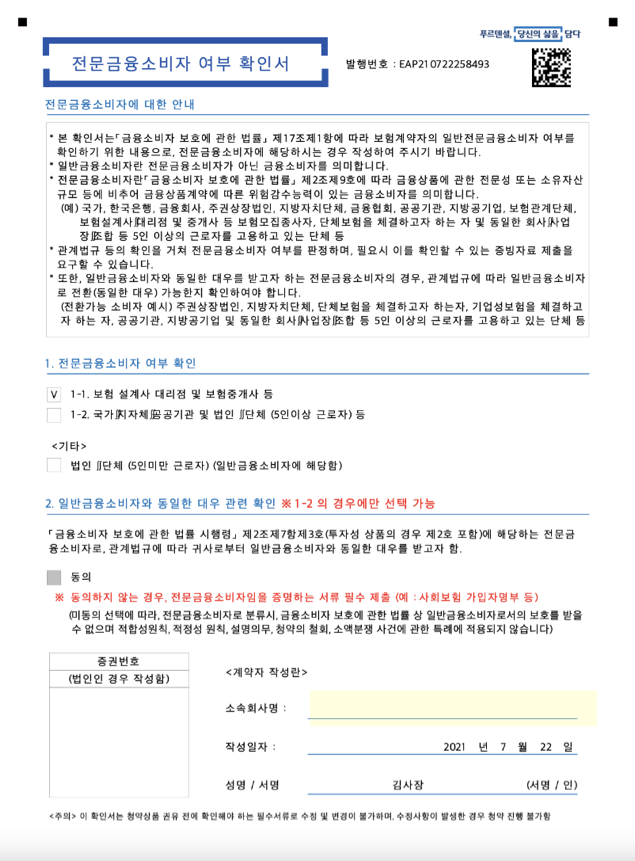 푸르덴셜, 당신의 삶을 담다
전문금융소비자 여부 확인서
발행번호 : EAP210722258493
전문금융소비자에 대한 안내
* 본 확인서는「금융소비자 보호에 관한 법률」 제17조제1항에 따라 보험계약자의 일반전문금융소비자 여부를
확인하기 위한 내용으로, 전문금융소비자에 해당하시는 경우 작성하여 주시기 바랍니다.
* 일반금융소비자란 전문금융소비자가 아닌 금융소비자를 의미합니다.
* 전문금융소비자란「금융소비자 보호에 관한 법률」 제2조제9호에 따라 금융상품에 관한 전문성 또는 소유자산
규모 등에 비추어 금융상품계약에 따른 위험감수능력이 있는 금융소비자를 의미합니다.
(예) 국가, 한국은행, 금융회사, 주권상장법인, 지방자치단체, 금융협회, 공공기관, 지방공기업, 보험관계단체,
보험설계사/대리점 및 중개사 등 보험모집종사자, 단체보험을 체결하고자 하는 자 및 동일한 회사/사업
장/조합 등 5인 이상의 근로자를 고용하고 있는 단체 등
* 관계법규 등의 확인을 거쳐 전문금융소비자 여부를 판정하며, 필요시 이를 확인할 수 있는 증빙자료 제출을
요구할 수 있습니다.
* 또한, 일반금융소비자와 동일한 대우를 받고자 하는 전문금융소비자의 경우, 관계법규에 따라 일반금융소비자
로 전환(동일한 대우) 가능한지 확인하여야 합니다.
(전환가능 소비자 예시) 주권상장법인, 지방자치단체, 단체보험을 체결하고자 하는자, 기업성보험을 체결하고
자 하는 자, 공공기관, 지방공기업 및 동일한 회사/사업장/조합 등 5인 이상의 근로자를 고용하고 있는 단체 등
1. 전문금융소비자 여부 확인
V 1-1. 보험 설계사 대리점 및 보험중개사 등
1-2. 국가/지자체/공공기관 및 법인 //단체 (5인이상 근로자) 등
<기타>
법인 //단체 (5인미만 근로자) (일반금융소비자에 해당함)
2. 일반금융소비자와 동일한 대우 관련 확인 ※ 1-2 의 경우에만 선택 가능
「금융소비자 보호에 관한 법률 시행령」 제2조제7항제3호(투자성 상품의 경우 제2호 포함)에 해당하는 전문금
융소비자로, 관계법규에 따라 귀사로부터 일반금융소비자와 동일한 대우를 받고자 함.
동의
※ 동의하지 않는 경우, 전문금융소비자임을 증명하는 서류 필수 제출 (예 : 사회보험 가입자명부 등)
(미동의 선택에 따라, 전문금융소비자로 분류시, 금융소비자 보호에 관한 법률 상 일반금융소비자로서의 보호를 받을
수 없으며 적합성원칙, 적정성 원칙, 설명의무, 청약의 철회, 소액분쟁 사건에 관한 특례에 적용되지 않습니다)
증권번호
(법인인 경우 작성함)
<계약자 작성란>
소속회사명 :
작성일자 : 2021 년 7 월 22 일
성명 / 서명 김사장 (서명 / 인)
<주의> 이 확인서는 청약상품 권유 전에 확인해야 하는 필수서류로 수정 및 변경이 불가하며, 수정사항이 발생한 경우 청약 진행 불가함